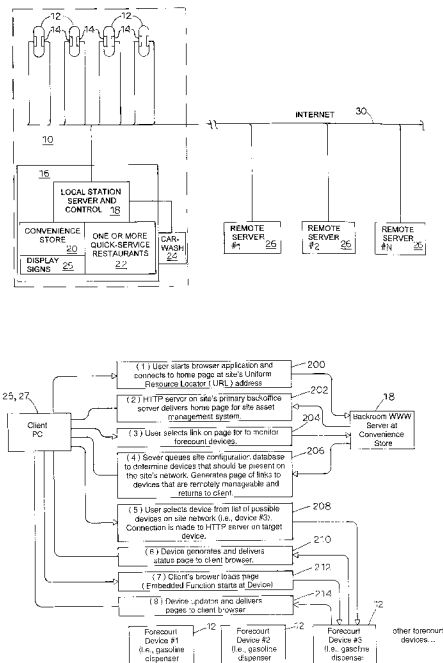 12 12
14 14 14
INTERNET 30
10
16
LOCAL STATION
SERVER AND
CONTROL 18
CONVENIENCE
STORE 20
DISPLAY
SIGNS 25
ONE OR MORE
QUICK-SERVICE
RESTAURANTS
22
CAR-
WASH
24
REMOTE
SERVER
#1 26
REMOTE
SERVER
#2 26
REMOTE
SERVER
#N 26
(1) User starts browser application and
connects to home page at site's Uniform
Resource Locator (URL) address
200
202
(2) HTTP server on site's primary backoffice
server delivers home page for site asset
management system.
204
25, 27
Client
PC
18
Backroom WWW
Server at
Convenience
Store
(3) User selects link on page for to monitor
forecount devices.
206
(4) Server queries site configuration database
to determine devices that should be present on
the site's network. Generates page of links to
devices that are remotely manageable and
returns to client.
208
(5) User selects device from list of possible
devices on site network (i.e., device #3).
Connection is made to HTTP server on target
device.
210
(6) Device generates and delivers
status page to client browser.
212
(7) Client's browser loads page
(Embedded Function starts at Device)
214
(8) Device updates and delivers
pages to client browser.
12 12 12
Forecourt
Device #1
(i.e., gasoline
dispenser
Forecourt
Device #2
(i.e., gasoline
dispenser
Forecourt
Device #3
(i.e., gasoline
dispenser
other forecourt
devices...